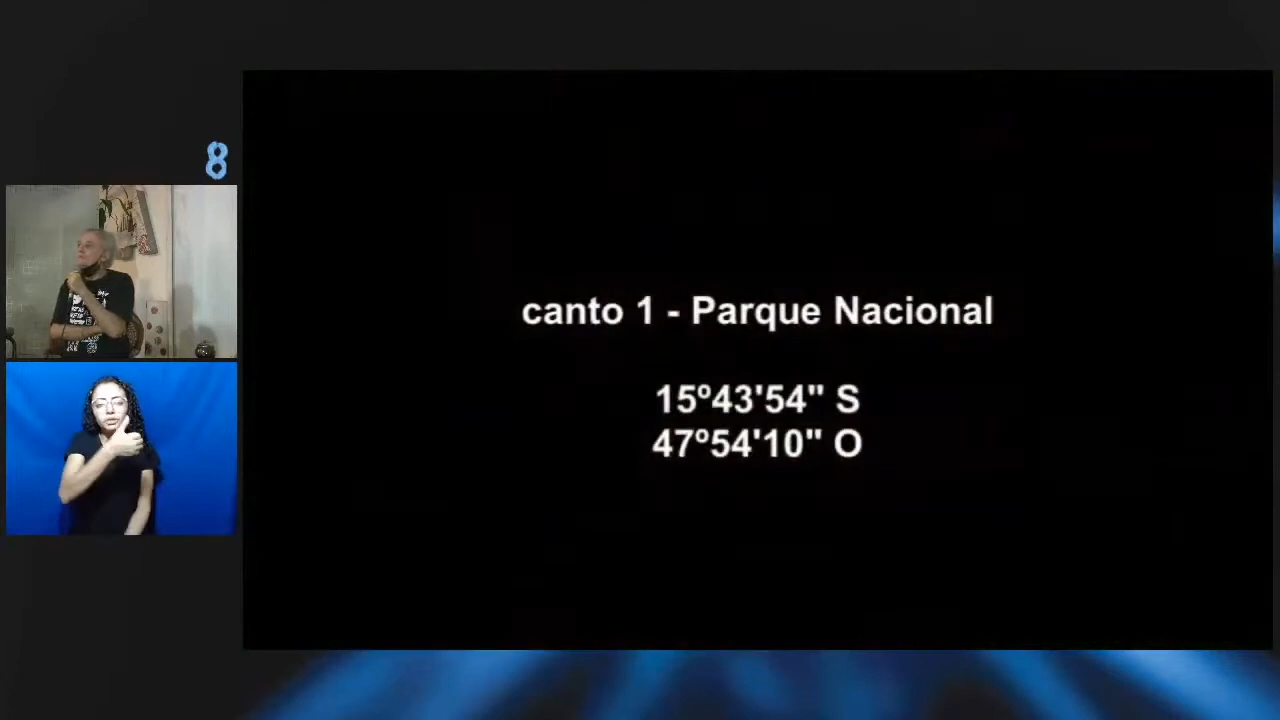 8
canto 1 - Parque Nacional
15º43'54" S
47º54'10" O